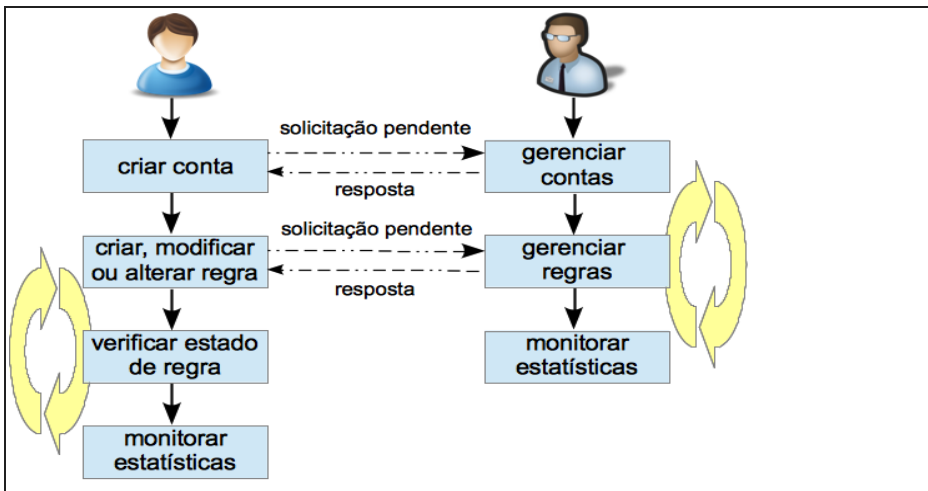 solicitação pendente
criar conta
gerenciar
contas
resposta
solicitação pendente
criar, modificar
ou alterar regra
gerenciar
regras
resposta
verificar estado
de regra
monitorar
estatísticas
monitorar
estatísticas